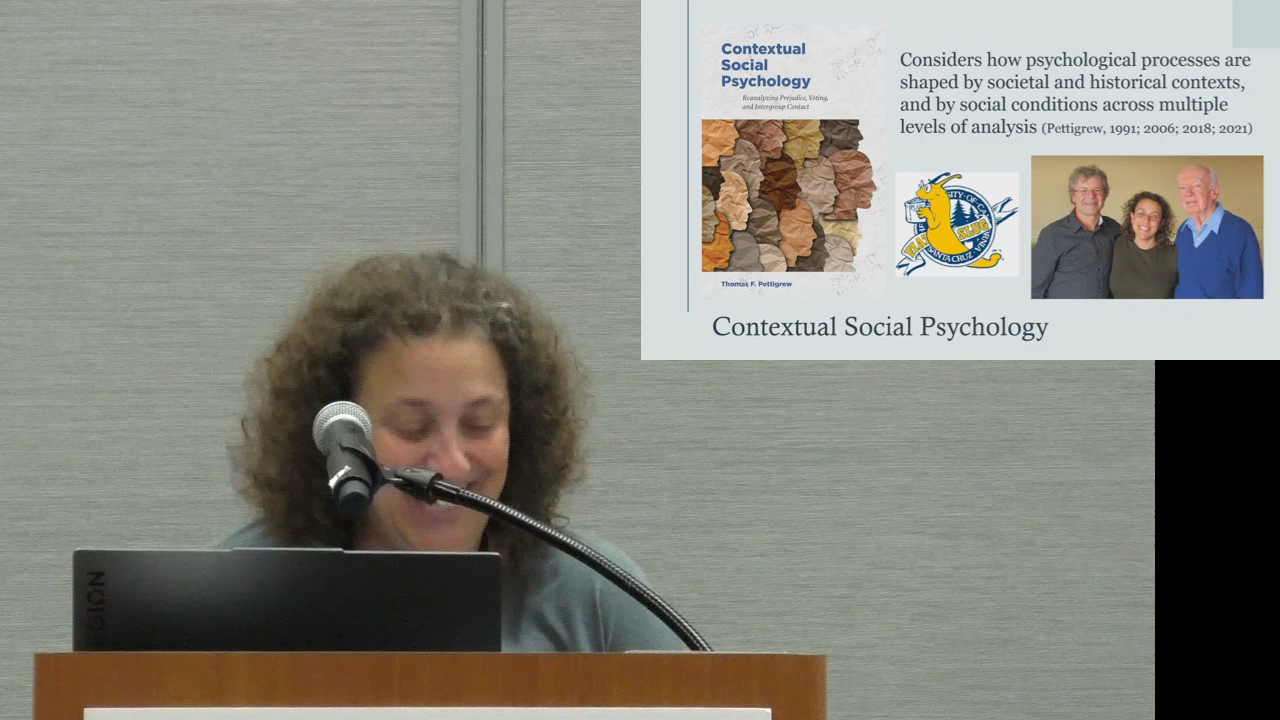 Contextual
Social
Psychology
Reanalyzing Prejudice, Voting,
and Intergroup Contact
Thomas F. Pettigrew
Considers how psychological processes are
shaped by societal and historical contexts,
and by social conditions across multiple
levels of analysis (Pettigrew, 1991; 2006; 2018; 2021)
SLUG
SANTA CRUZ
Contextual Social Psychology